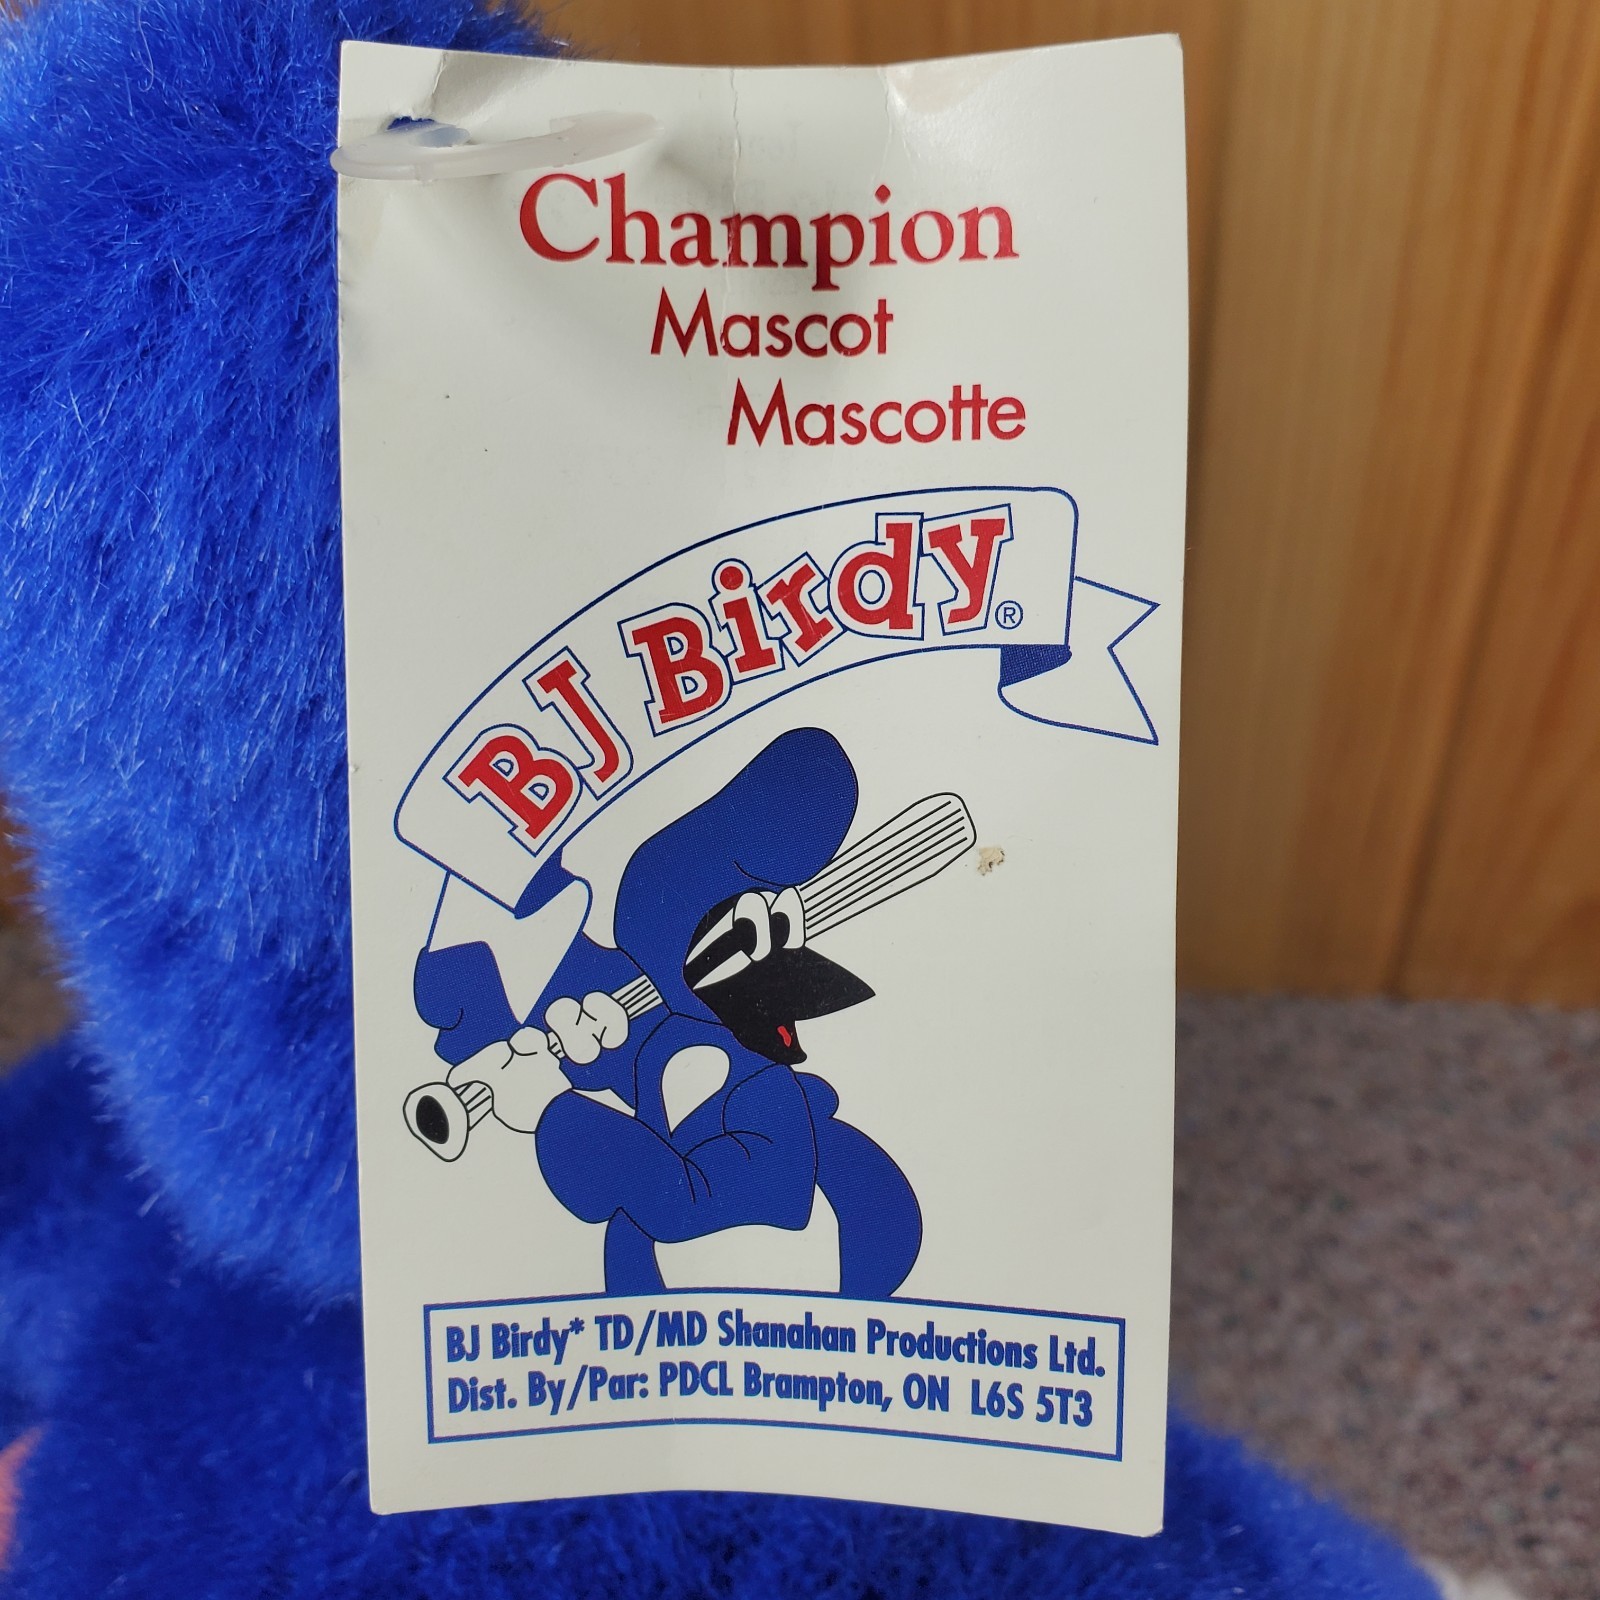 Champion
Mascot
Mascotte
BJ Birdy®
BJ Birdy* TD/MD Shanahan Productions Ltd.
Dist. By/Par: PDCL Brampton, ON L6S 5T3